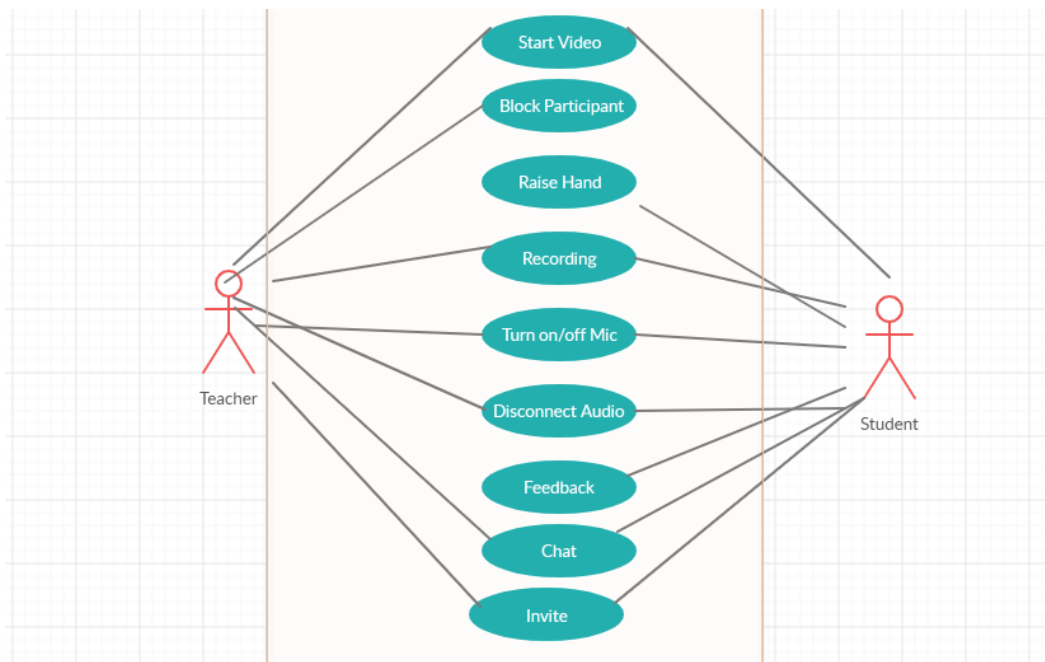 Start Video
Block Participant
Raise Hand
Recording
Turn on/off Mic
Disconnect Audio
Teacher
Student
Feedback
Chat
Invite